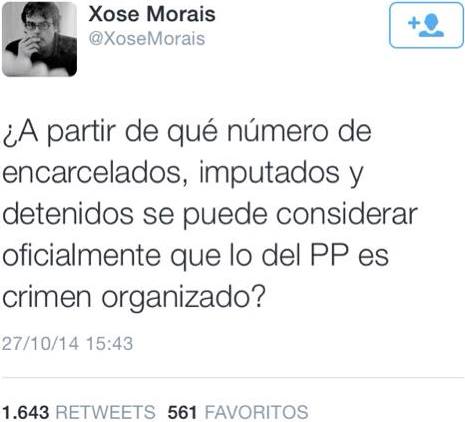 Xose Morais
@XoseMorais
¿A partir de qué número de
encarcelados, imputados y
detenidos se puede considerar
oficialmente que lo del PP es
crimen organizado?
27/10/14 15:43
1.643 RETWEETS 561 FAVORITOS